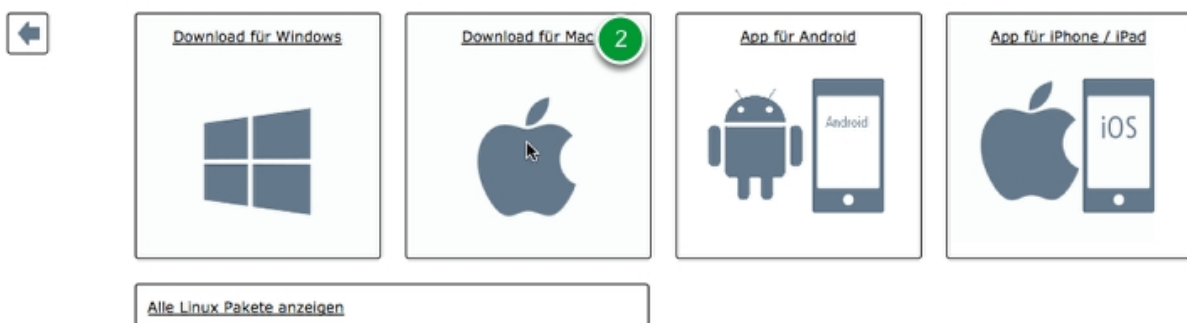 Download für Windows
Download für Mac
2
App für Android
App für iPhone / iPad
Android
iOS
Alle Linux Pakete anzeigen